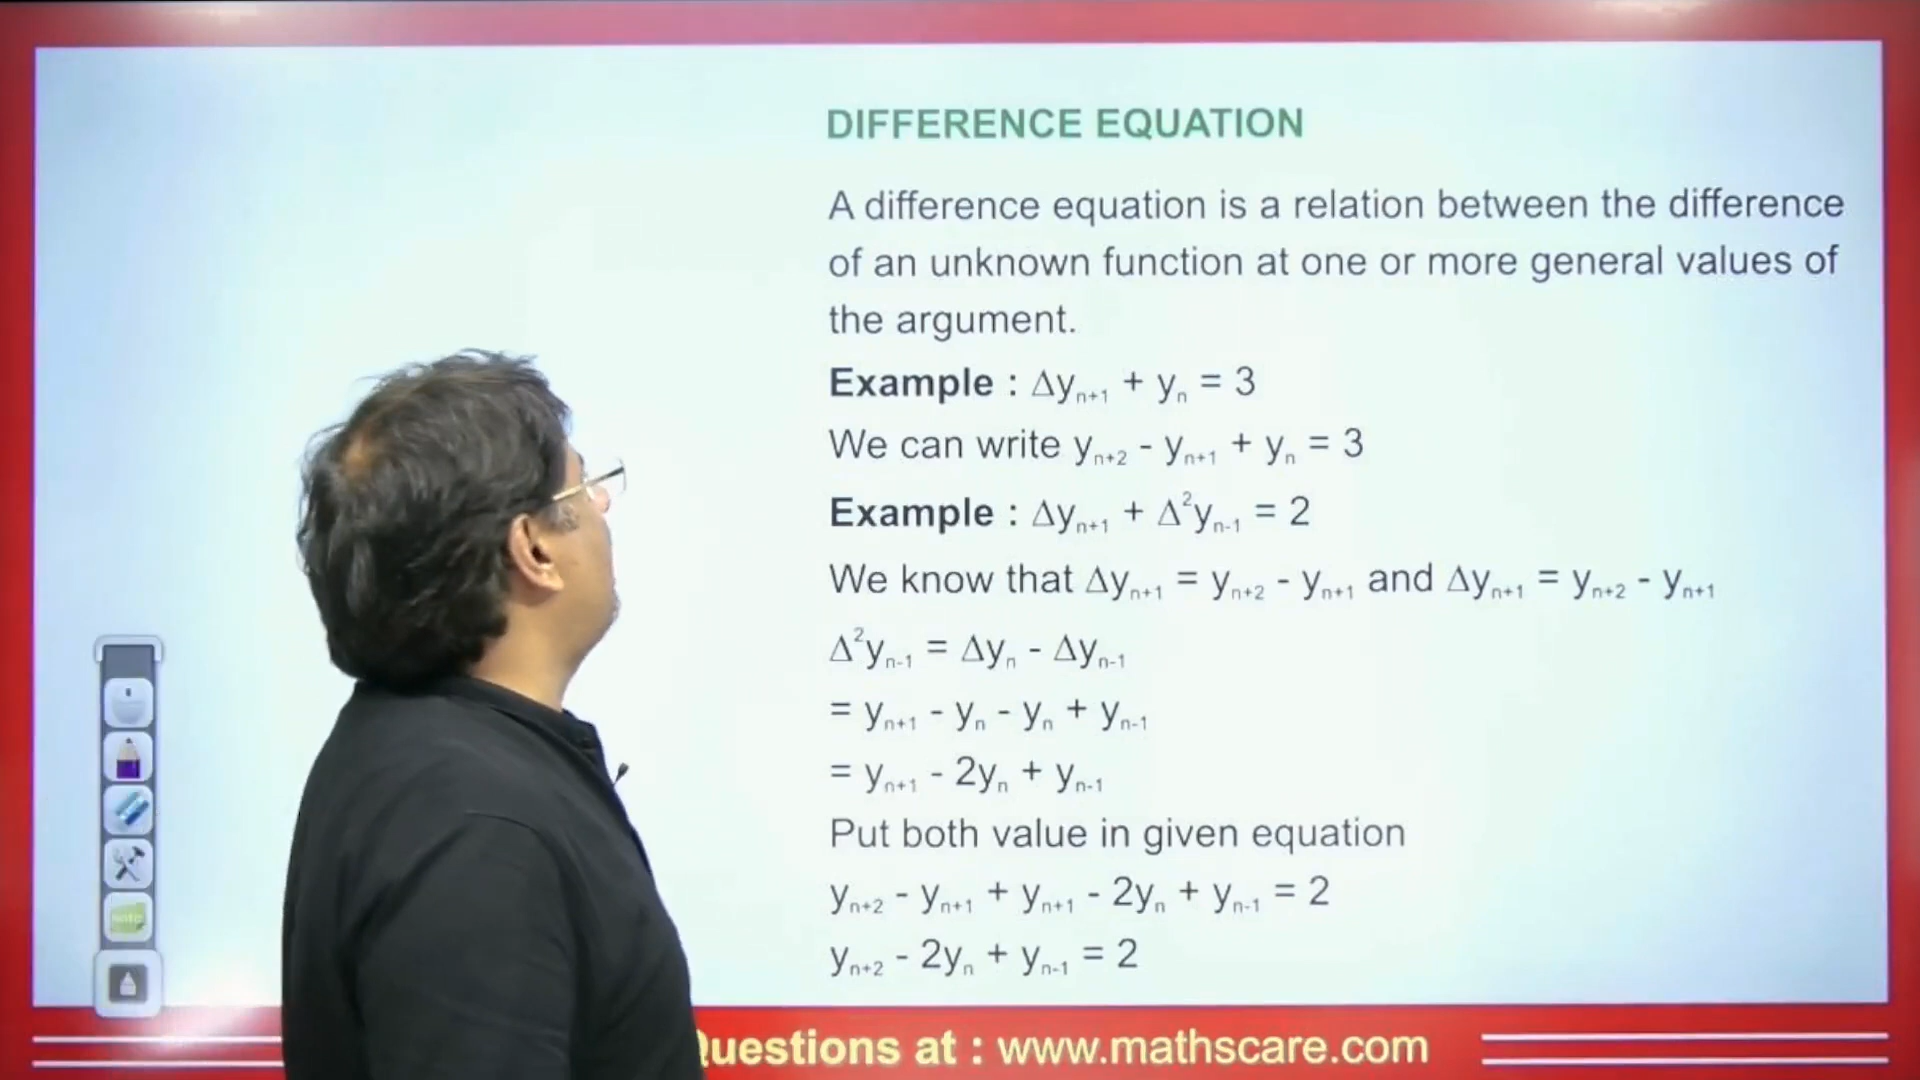 DIFFERENCE EQUATION
A difference equation is a relation between the difference
of an unknown function at one or more general values of
the argument.
Example : Δyₙ₊₁ + yₙ = 3
We can write yₙ₊₂ - yₙ₊₁ + yₙ = 3
Example : Δyₙ₊₁ + Δ²yₙ₋₁ = 2
We know that Δyₙ₊₁ = yₙ₊₂ - yₙ₊₁ and Δyₙ₊₁ = yₙ₊₂ - yₙ₊₁
Δ²yₙ₋₁ = Δyₙ - Δyₙ₋₁
= yₙ₊₁ - yₙ - yₙ + yₙ₋₁
= yₙ₊₁ - 2yₙ + yₙ₋₁
Put both value in given equation
yₙ₊₂ - yₙ₊₁ + yₙ₊₁ - 2yₙ + yₙ₋₁ = 2
yₙ₊₂ - 2yₙ + yₙ₋₁ = 2
Questions at : www.mathscare.com